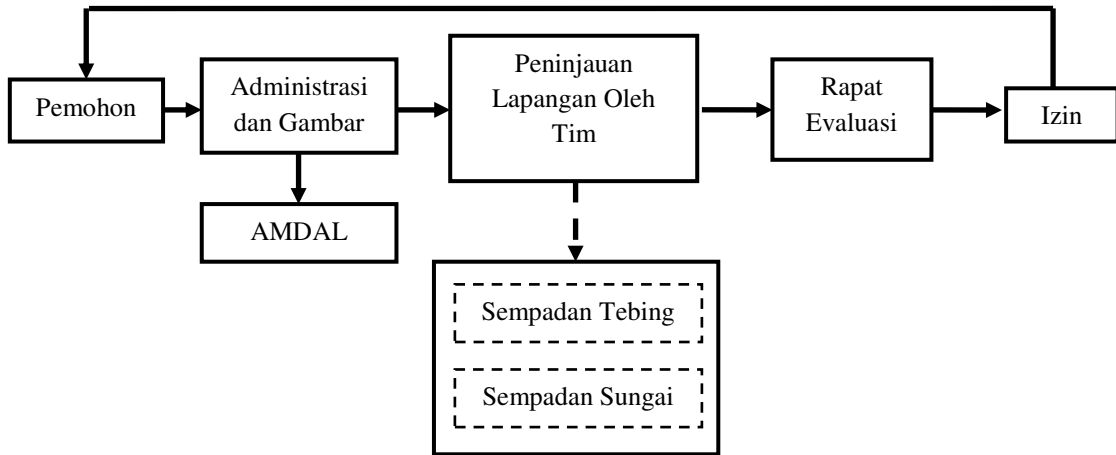 Pemohon
Administrasi
dan Gambar
Peninjauan
Lapangan Oleh
Tim
Rapat
Evaluasi
Izin
AMDAL
Sempadan Tebing
Sempadan Sungai